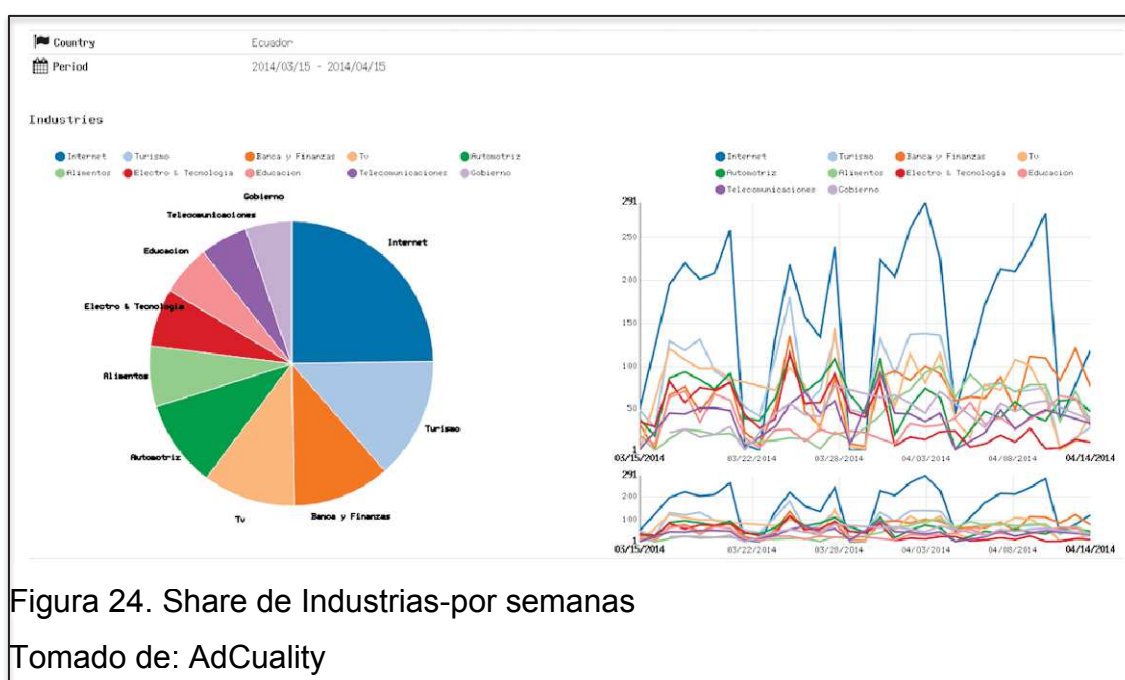 Country Ecuador
Period 2014/03/15 - 2014/04/15
Industries
Internet Turismo Banca y Finanzas Tv Automotriz
Alimentos Electro & Tecnologia Educacion Telecomunicaciones Gobierno
Gobierno
Telecomunicaciones
Educacion
Internet
Electro & Tecnologia
Alimentos
Turismo
Automotriz
Tv
Banca y Finanzas
Internet Turismo Banca y Finanzas Tv
Automotriz Alimentos Electro & Tecnologia Educacion
Telecomunicaciones Gobierno
291
250
200
150
100
50
1
03/15/2014 03/22/2014 03/28/2014 04/03/2014 04/08/2014 04/14/2014
291
200
100
1
03/15/2014 03/22/2014 03/28/2014 04/03/2014 04/08/2014 04/14/2014
Figura 24. Share de Industrias-por semanas
Tomado de: AdCuality